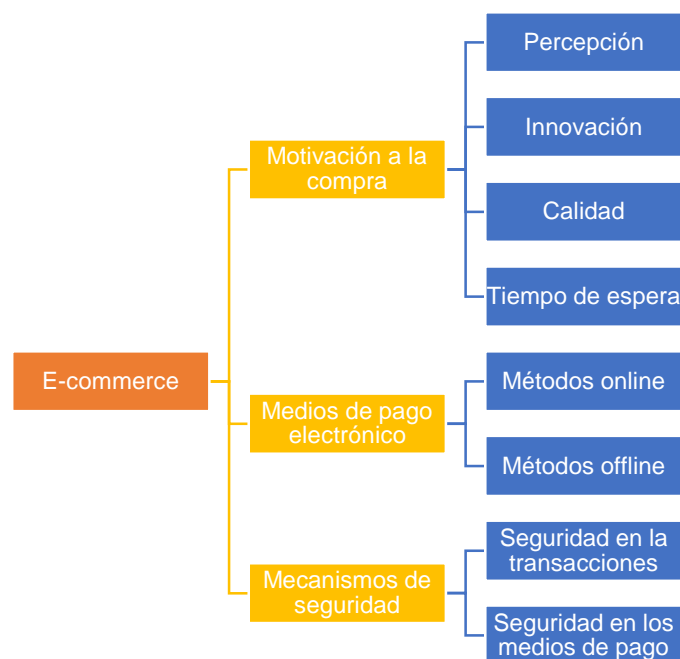 E-commerce
Motivación a la
compra
Percepción
Innovación
Calidad
Tiempo de espera
Medios de pago
electrónico
Métodos online
Métodos offline
Mecanismos de
seguridad
Seguridad en la
transacciones
Seguridad en los
medios de pago